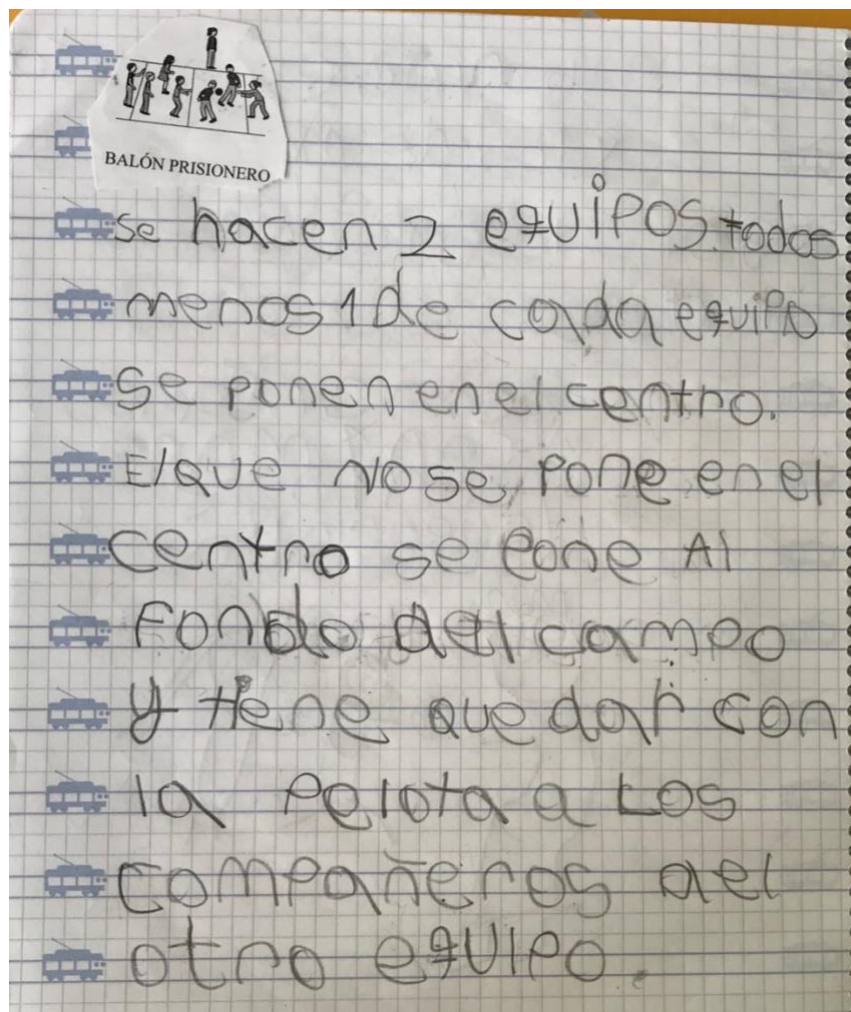 BALÓN PRISIONERO
se hacen 2 equipos. todos
menos 1 de cada equipo
se ponen en el centro.
El que no se pone en el
centro se pone Al
Fondo del campo
y tiene que dar con
la pelota a los
compañeros del
otro equipo.